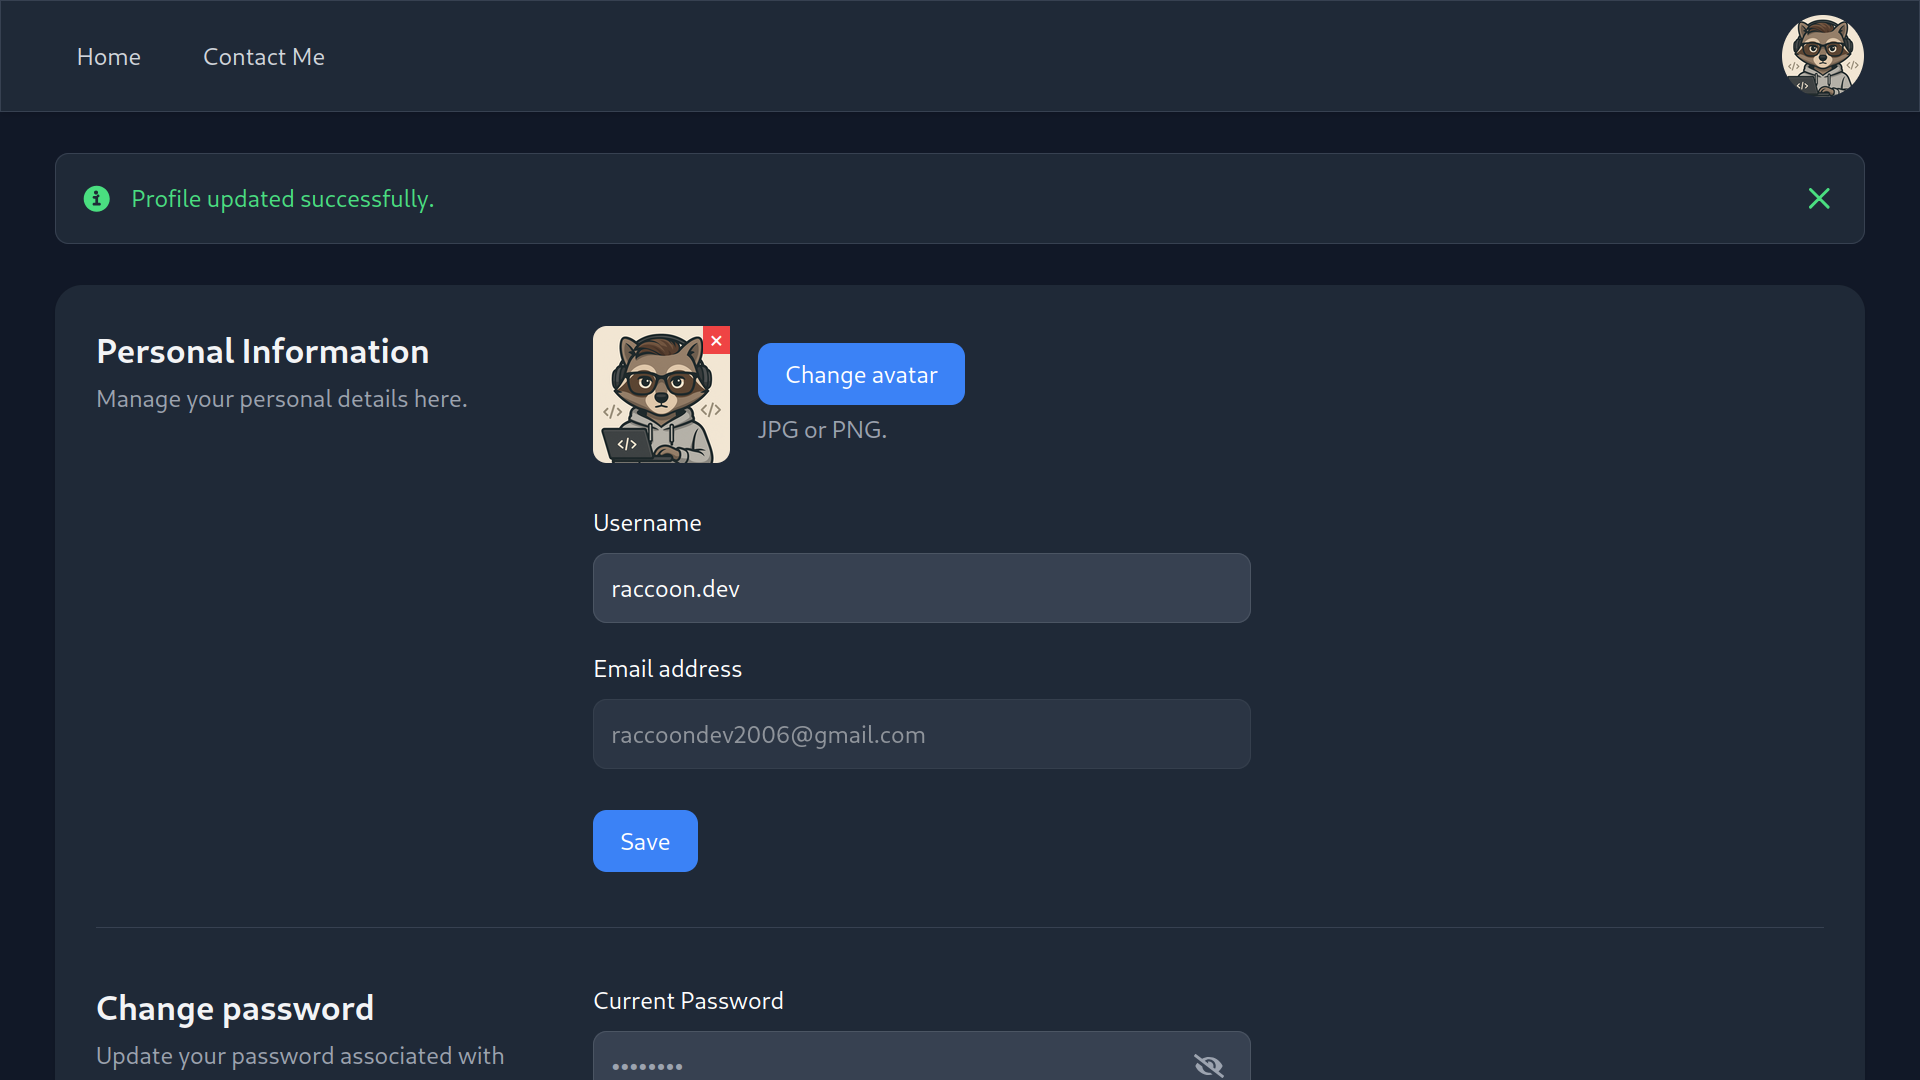 Home
Contact Me
</>
</>
</>
Profile updated successfully.
Personal Information
Manage your personal details here.
</>
</>
</>
Change avatar
JPG or PNG.
Username
raccoon.dev
Email address
raccoondev2006@gmail.com
Save
Change password
Update your password associated with
Current Password
••••••••